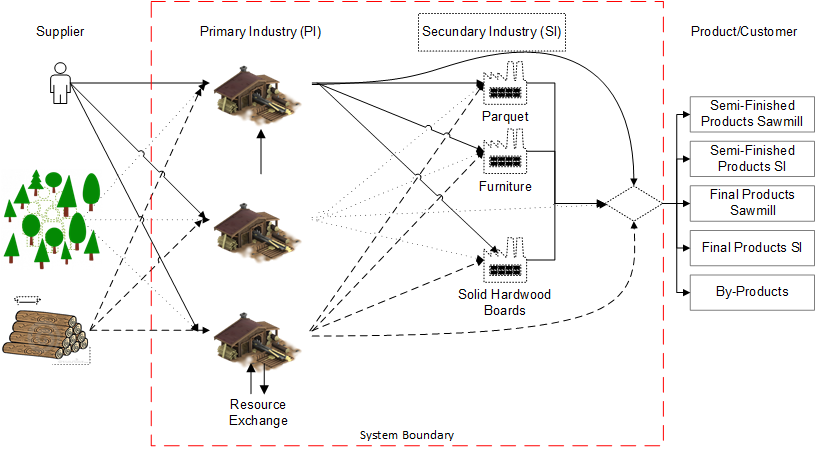 Supplier
Primary Industry (PI)
Secundary Industry (SI)
Product/Customer
Parquet
Furniture
Solid Hardwood
Boards
Resource
Exchange
System Boundary
Semi-Finished
Products Sawmill
Semi-Finished
Products SI
Final Products
Sawmill
Final Products SI
By-Products